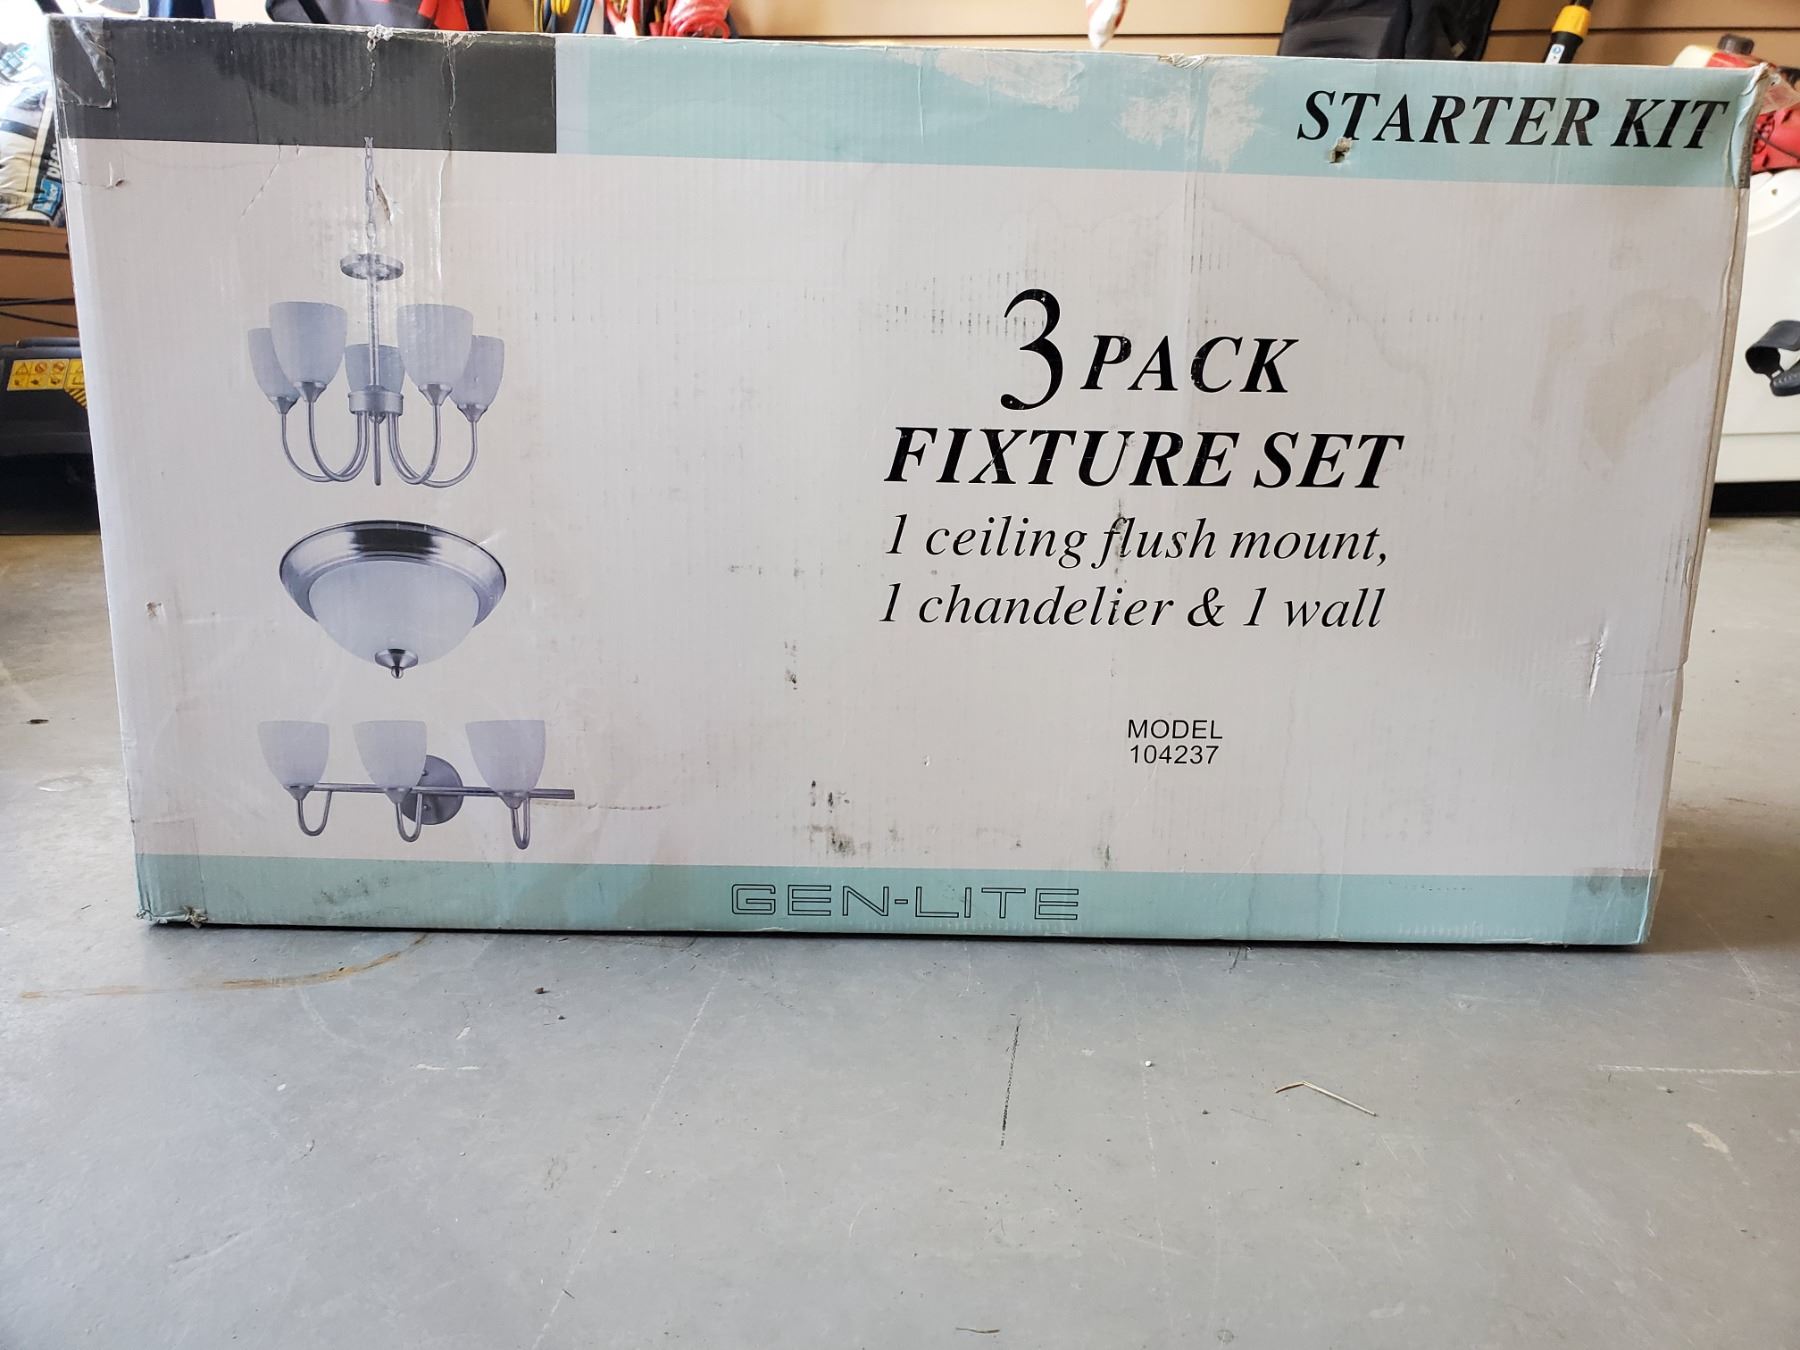 STARTER KIT
3 PACK
FIXTURE SET
1 ceiling flush mount,
1 chandelier & 1 wall
MODEL
104237
GEN-LITE